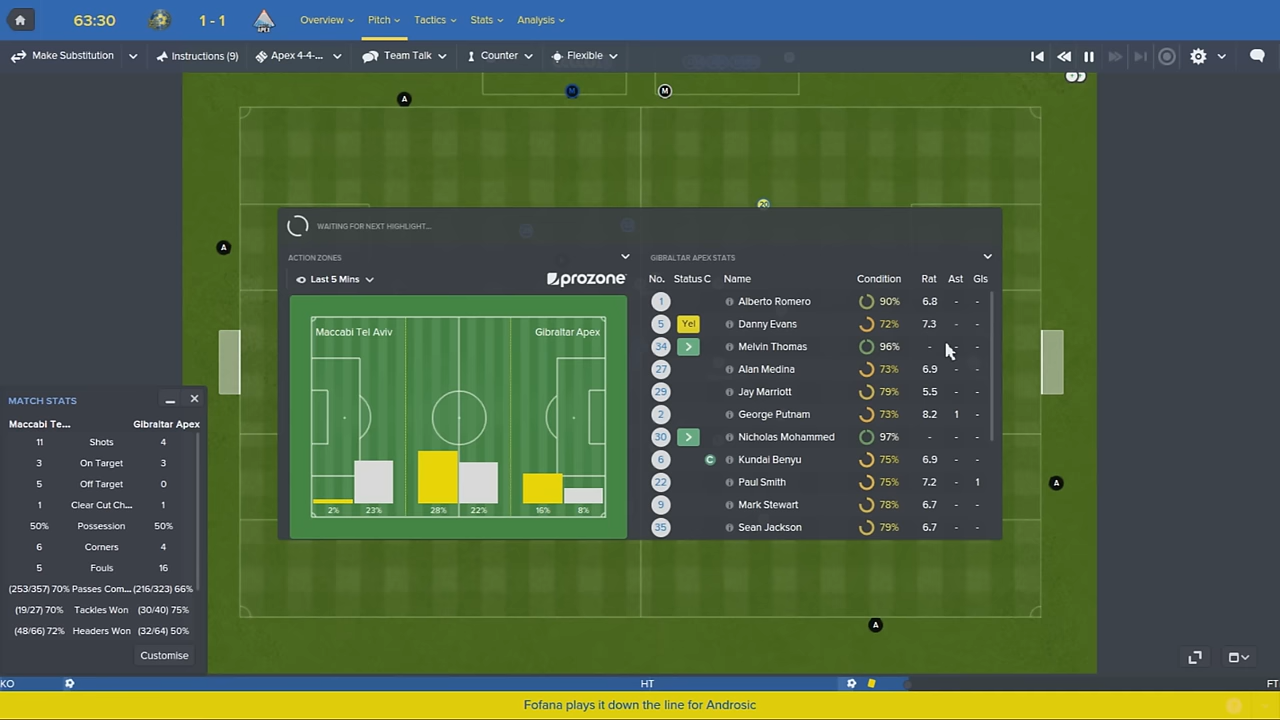 63:30 1 - 1 APEX Overview Pitch Tactics Stats Analysis
Make Substitution Instructions (9) Apex 4-4-... Team Talk Counter Flexible
A M M
20
A
WAITING FOR NEXT HIGHLIGHT...
ACTION ZONES
Last 5 Mins prozone
Maccabi Tel Aviv Gibraltar Apex
2% 23% 28% 22% 16% 8%
GIBRALTAR APEX STATS
No. Status C Name Condition Rat Ast Gls
1 Alberto Romero 90% 6.8 - -
5 Yel Danny Evans 72% 7.3 - -
34 Melvin Thomas 96% - - -
27 Alan Medina 73% 6.9 - -
29 Jay Marriott 79% 5.5 - -
2 George Putnam 73% 8.2 1 -
30 Nicholas Mohammed 97% - - -
6 C Kundai Benyu 75% 6.9 - -
22 Paul Smith 75% 7.2 - 1
9 Mark Stewart 78% 6.7 - -
35 Sean Jackson 79% 6.7 - -
MATCH STATS
Maccabi Te... Gibraltar Apex
11 Shots 4
3 On Target 3
5 Off Target 0
1 Clear Cut Ch... 1
50% Possession 50%
6 Corners 4
5 Fouls 16
(253/357) 70% Passes Com... (216/323) 66%
(19/27) 70% Tackles Won (30/40) 75%
(48/66) 72% Headers Won (32/64) 50%
Customise
A
A
KO HT FT
Fofana plays it down the line for Androsic